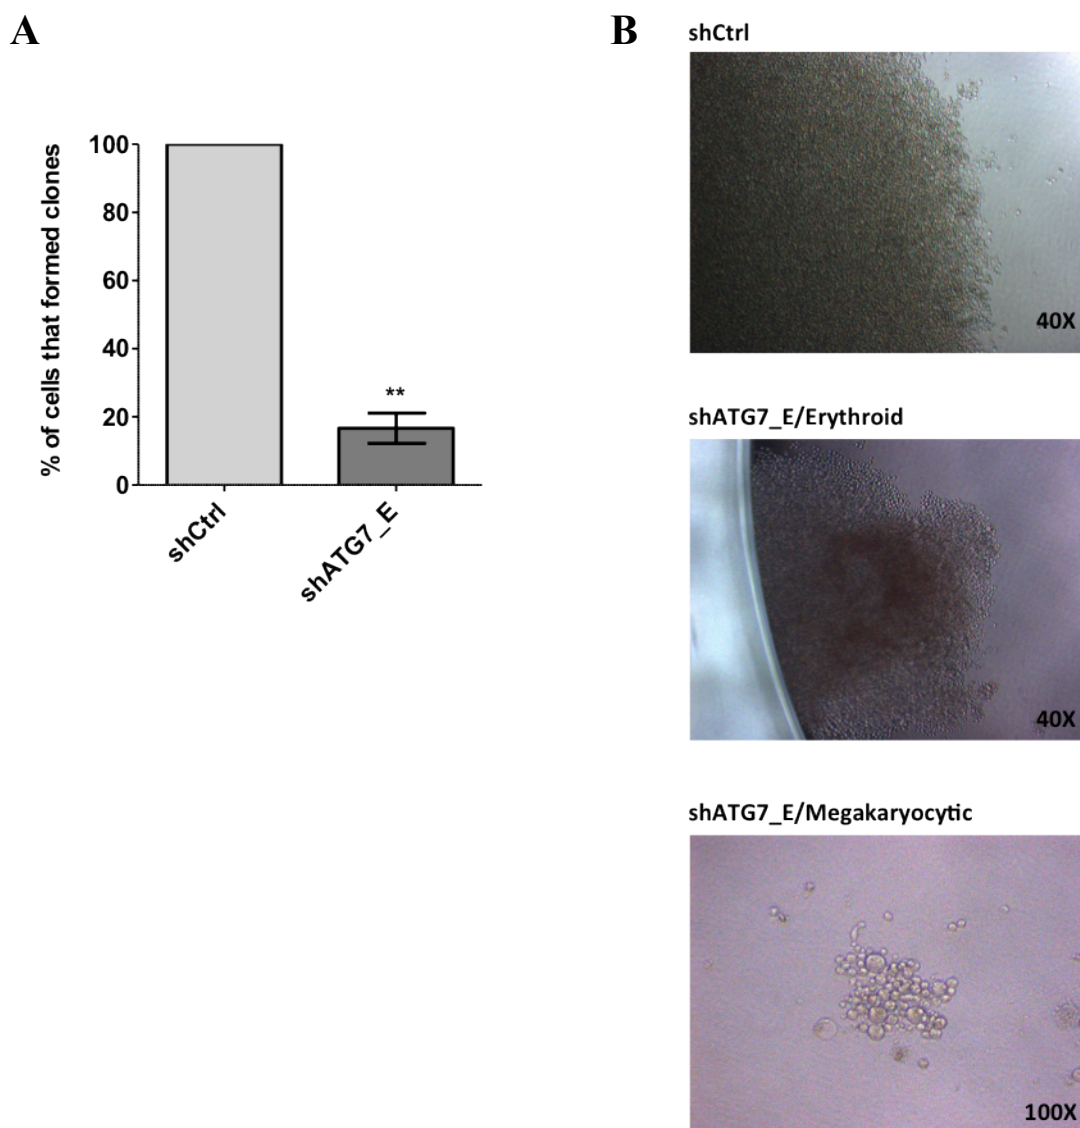 A
% of cells that formed clones
100
80
60
40
20
0
**
shCtrl
shATG7_E
B
shCtrl
40X
shATG7_E/Erythroid
40X
shATG7_E/Megakaryocytic
100X